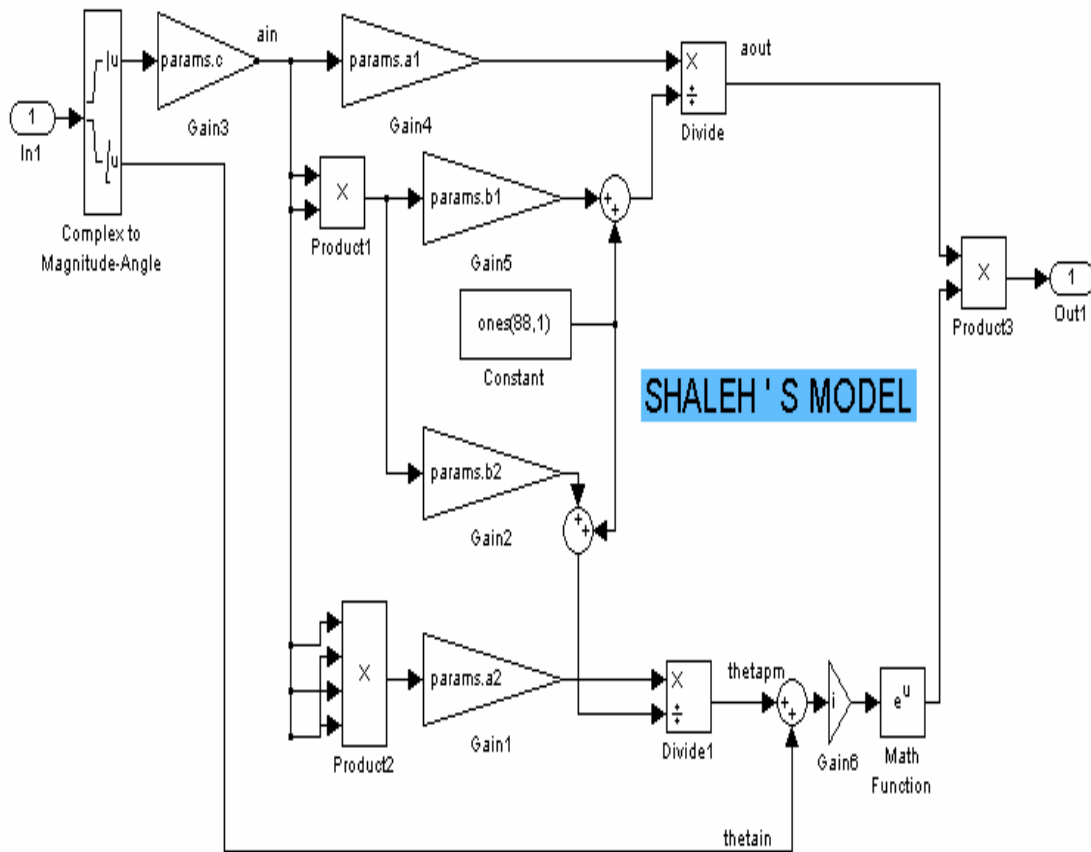 ain
aout
|u|
params.c
params.a1
×
÷
1
In1
Gain3
Gain4
Divide
|u
Complex to
Magnitude-Angle
×
Product1
params.b1
Gain5
+
+
ones(88,1)
Constant
×
Product3
1
Out1
SHALEH ' S MODEL
params.b2
Gain2
+
+
×
Product2
params.a2
Gain1
×
÷
Divide1
thetapm
+
+
i
Gain6
e^u
Math
Function
thetain